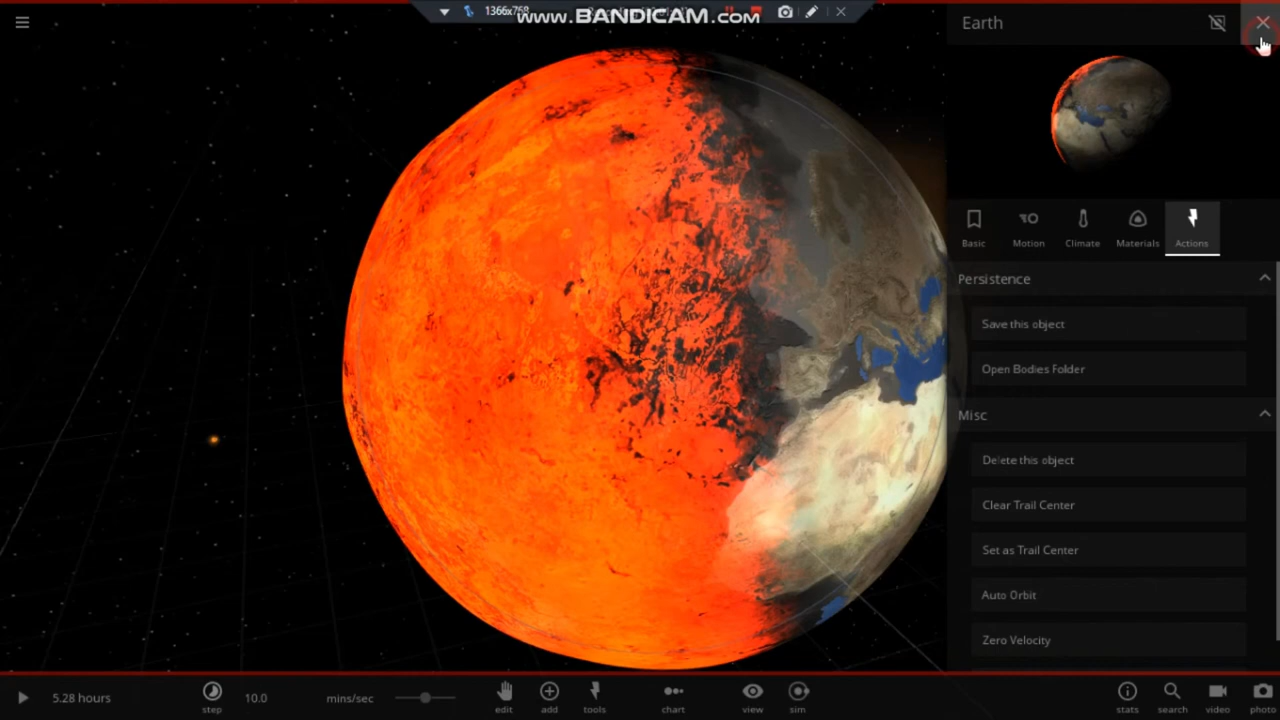 1366x768
www.BANDICAM.com
Earth
Basic
Motion
Climate
Materials
Actions
Persistence
Save this object
Open Bodies Folder
Misc
Delete this object
Clear Trail Center
Set as Trail Center
Auto Orbit
Zero Velocity
5.28 hours
step
10.0
mins/sec
edit
add
tools
chart
view
sim
stats
search
video
photo